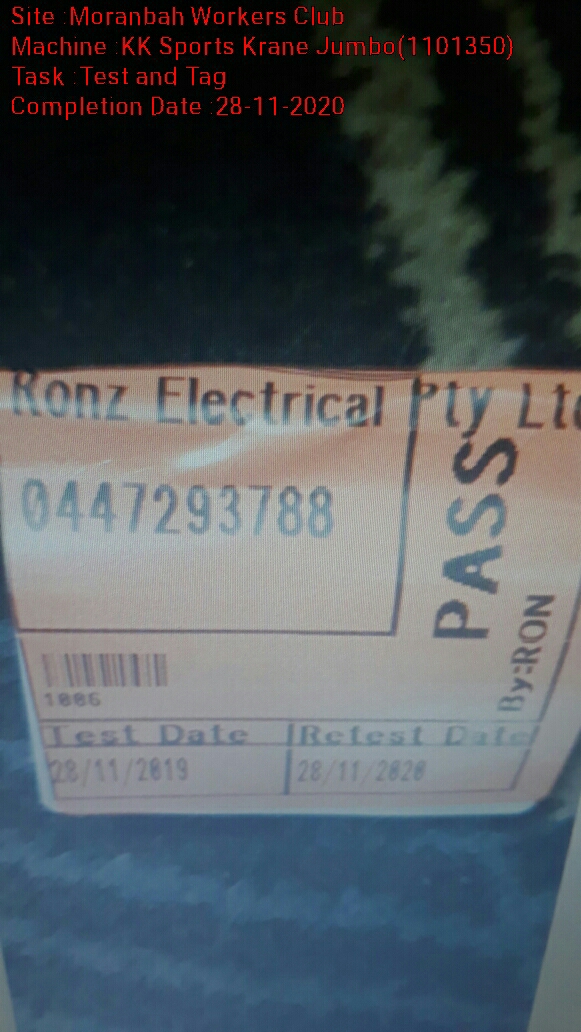 Site :Moranbah Workers Club
Machine :KK Sports Krane Jumbo(1101350)
Task :Test and Tag
Completion Date :28-11-2020
Ronz Electrical Pty Ltd
0447293788
PASS
By:RON
1006
Test Date
Retest Date
28/11/2019
28/11/2020